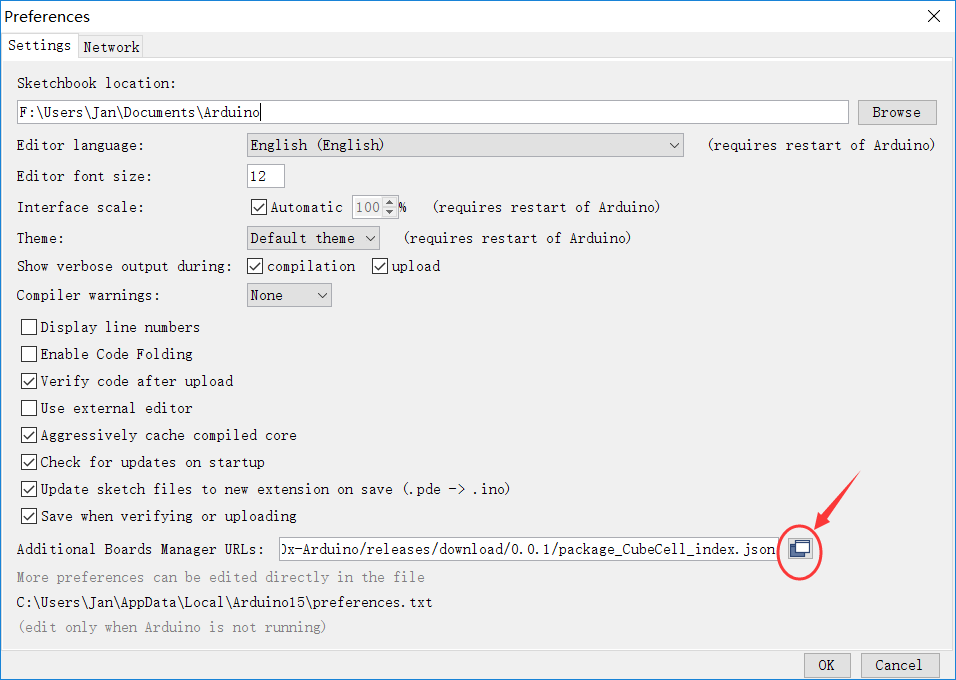 Preferences
Settings Network
Sketchbook location:
F:\Users\Jan\Documents\Arduino Browse
Editor language: English (English) (requires restart of Arduino)
Editor font size: 12
Interface scale: Automatic 100 % (requires restart of Arduino)
Theme: Default theme (requires restart of Arduino)
Show verbose output during: compilation upload
Compiler warnings: None
Display line numbers
Enable Code Folding
Verify code after upload
Use external editor
Aggressively cache compiled core
Check for updates on startup
Update sketch files to new extension on save (.pde -> .ino)
Save when verifying or uploading
Additional Boards Manager URLs: x-Arduino/releases/download/0.0.1/package_CubeCell_index.json
More preferences can be edited directly in the file
C:\Users\Jan\AppData\Local\Arduino15\preferences.txt
(edit only when Arduino is not running)
OK Cancel